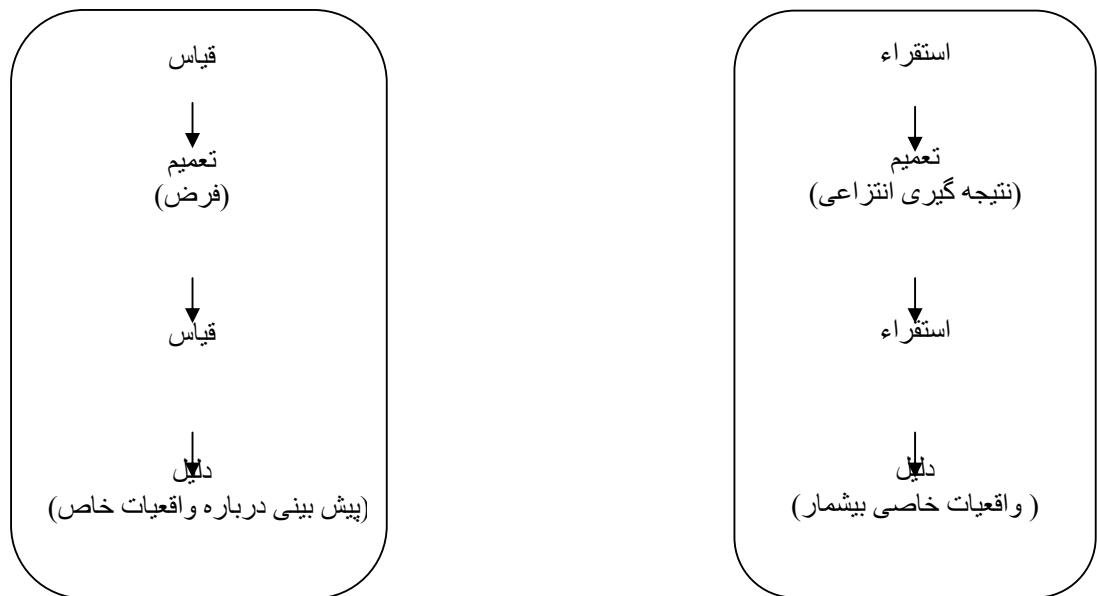 استقراء
تعمیم
(نتیجه گیری انتزاعی)
استقراء
دلیل
( واقعیات خاصی بیشمار)
قیاس
تعمیم
(فرض)
قیاس
دلیل
(پیش بینی درباره واقعیات خاص)